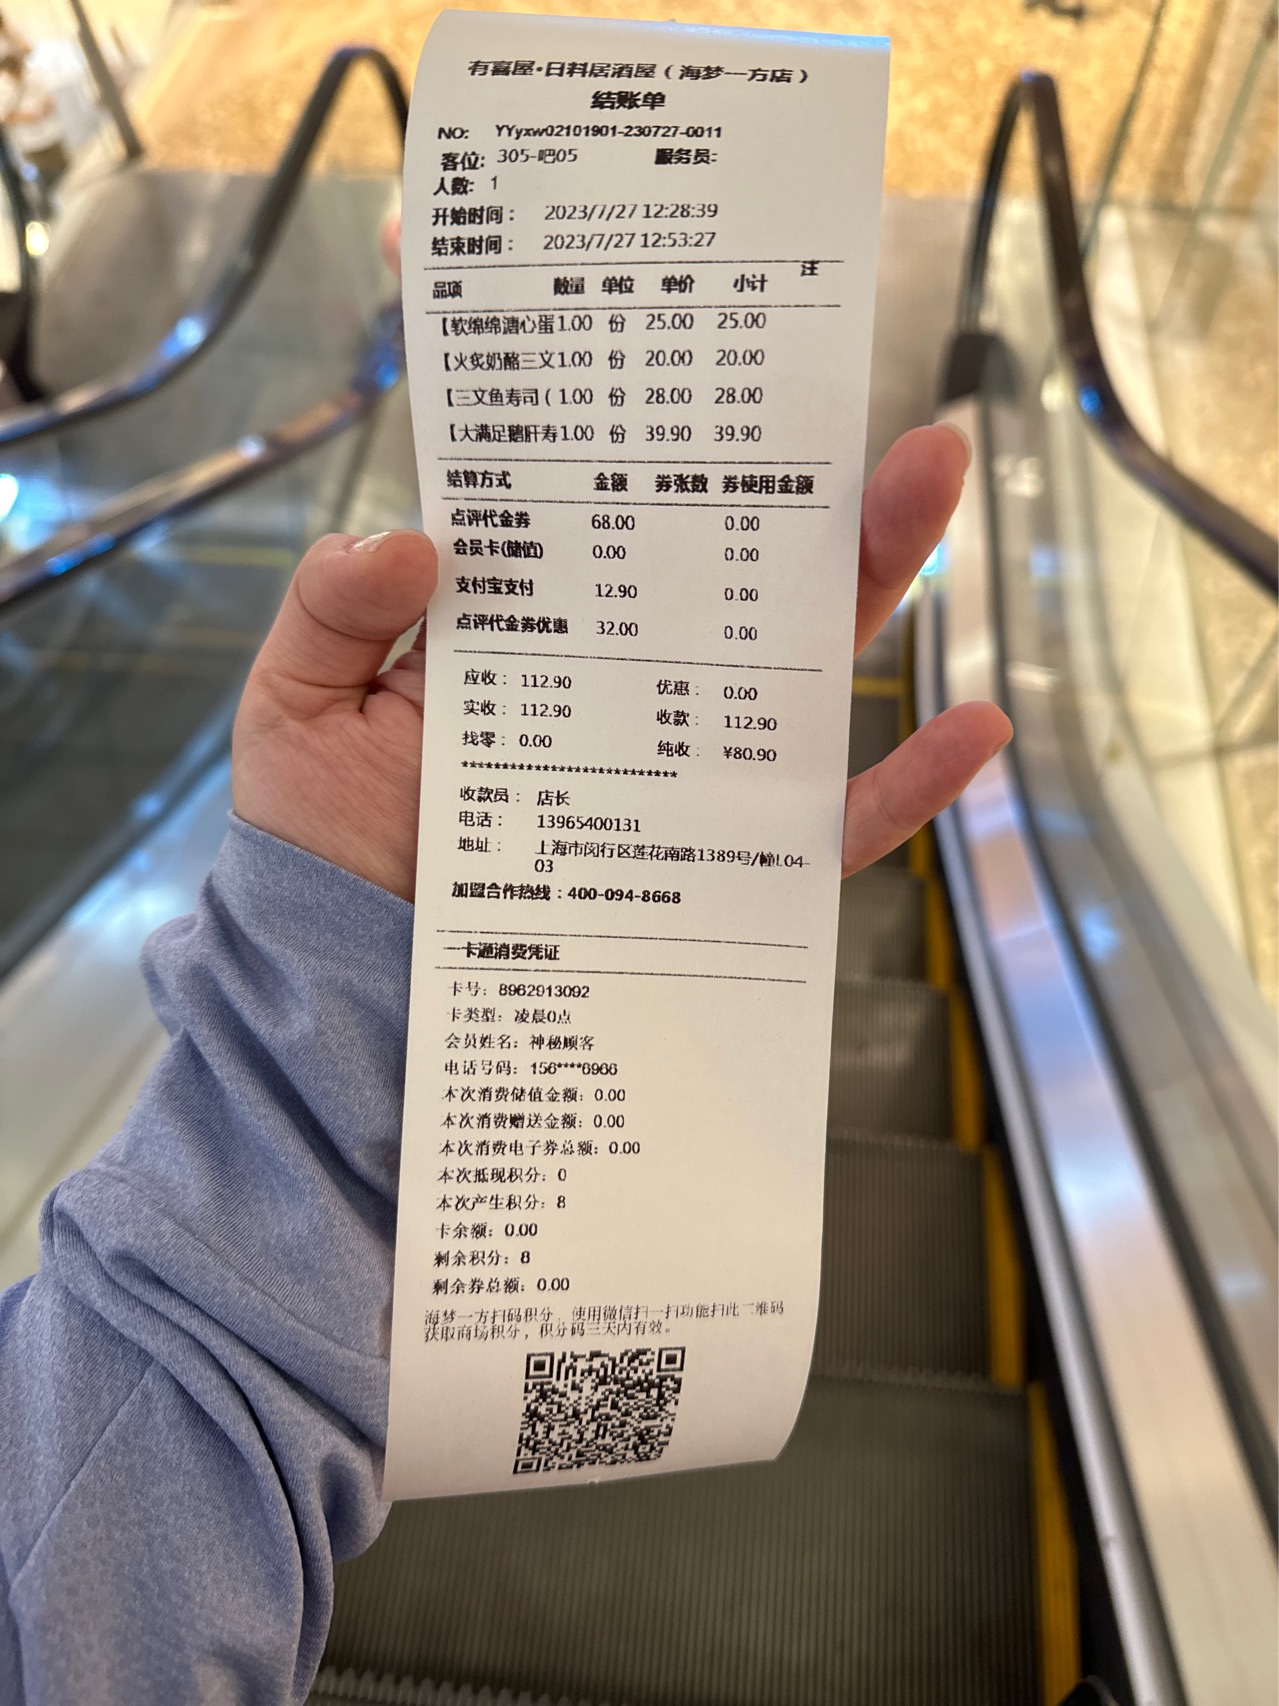 有喜屋·日料居酒屋（海梦一方店）
结账单
NO: YYyxw02101901-230727-0011
客位: 305-吧05 服务员:
人数: 1
开始时间： 2023/7/27 12:28:39
结束时间： 2023/7/27 12:53:27
品项 数量 单位 单价 小计 注
【软绵绵溏心蛋 1.00 份 25.00 25.00
【火炙奶酪三文 1.00 份 20.00 20.00
【三文鱼寿司（ 1.00 份 28.00 28.00
【大满足鹅肝寿 1.00 份 39.90 39.90
结算方式 金额 券张数 券使用金额
点评代金券 68.00 0.00
会员卡(储值) 0.00 0.00
支付宝支付 12.90 0.00
点评代金券优惠 32.00 0.00
应收： 112.90 优惠： 0.00
实收： 112.90 收款： 112.90
找零： 0.00 纯收： ¥80.90
***************************
收款员： 店长
电话： 13965400131
地址： 上海市闵行区莲花南路1389号/幢L04-
03
加盟合作热线：400-094-8668
一卡通消费凭证
卡号: 8962913092
卡类型: 凌晨0点
会员姓名: 神秘顾客
电话号码: 156****6966
本次消费储值金额: 0.00
本次消费赠送金额: 0.00
本次消费电子券总额: 0.00
本次抵现积分: 0
本次产生积分: 8
卡余额: 0.00
剩余积分: 8
剩余券总额: 0.00
海梦一方扫码积分，使用微信扫一扫功能扫此二维码
获取商场积分，积分码三天内有效。